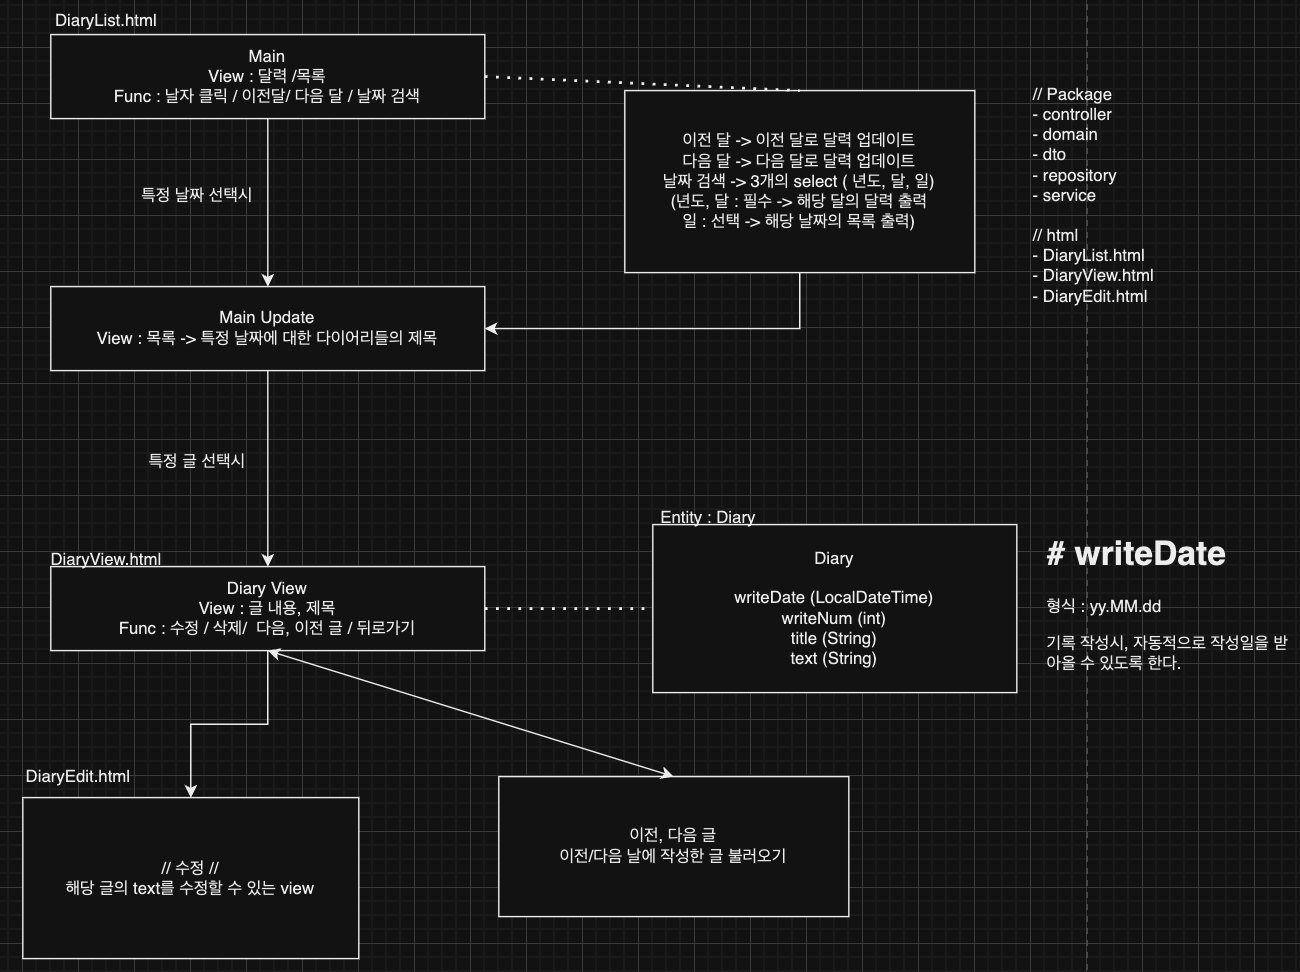 DiaryList.html
Main
View : 달력 /목록
Func : 날자 클릭 / 이전달/ 다음 달 / 날짜 검색
이전 달 -> 이전 달로 달력 업데이트
다음 달 -> 다음 달로 달력 업데이트
날짜 검색 -> 3개의 select ( 년도, 달, 일)
(년도, 달 : 필수 -> 해당 달의 달력 출력
일 : 선택 -> 해당 날짜의 목록 출력)
// Package
- controller
- domain
- dto
- repository
- service
// html
- DiaryList.html
- DiaryView.html
- DiaryEdit.html
특정 날짜 선택시
Main Update
View : 목록 -> 특정 날짜에 대한 다이어리들의 제목
특정 글 선택시
DiaryView.html
Diary View
View : 글 내용, 제목
Func : 수정 / 삭제/  다음, 이전 글 / 뒤로가기
Entity : Diary
Diary
writeDate (LocalDateTime)
writeNum (int)
title (String)
text (String)
# writeDate
형식 : yy.MM.dd
기록 작성시, 자동적으로 작성일을 받
아올 수 있도록 한다.
DiaryEdit.html
// 수정 //
해당 글의 text를 수정할 수 있는 view
이전, 다음 글
이전/다음 날에 작성한 글 불러오기